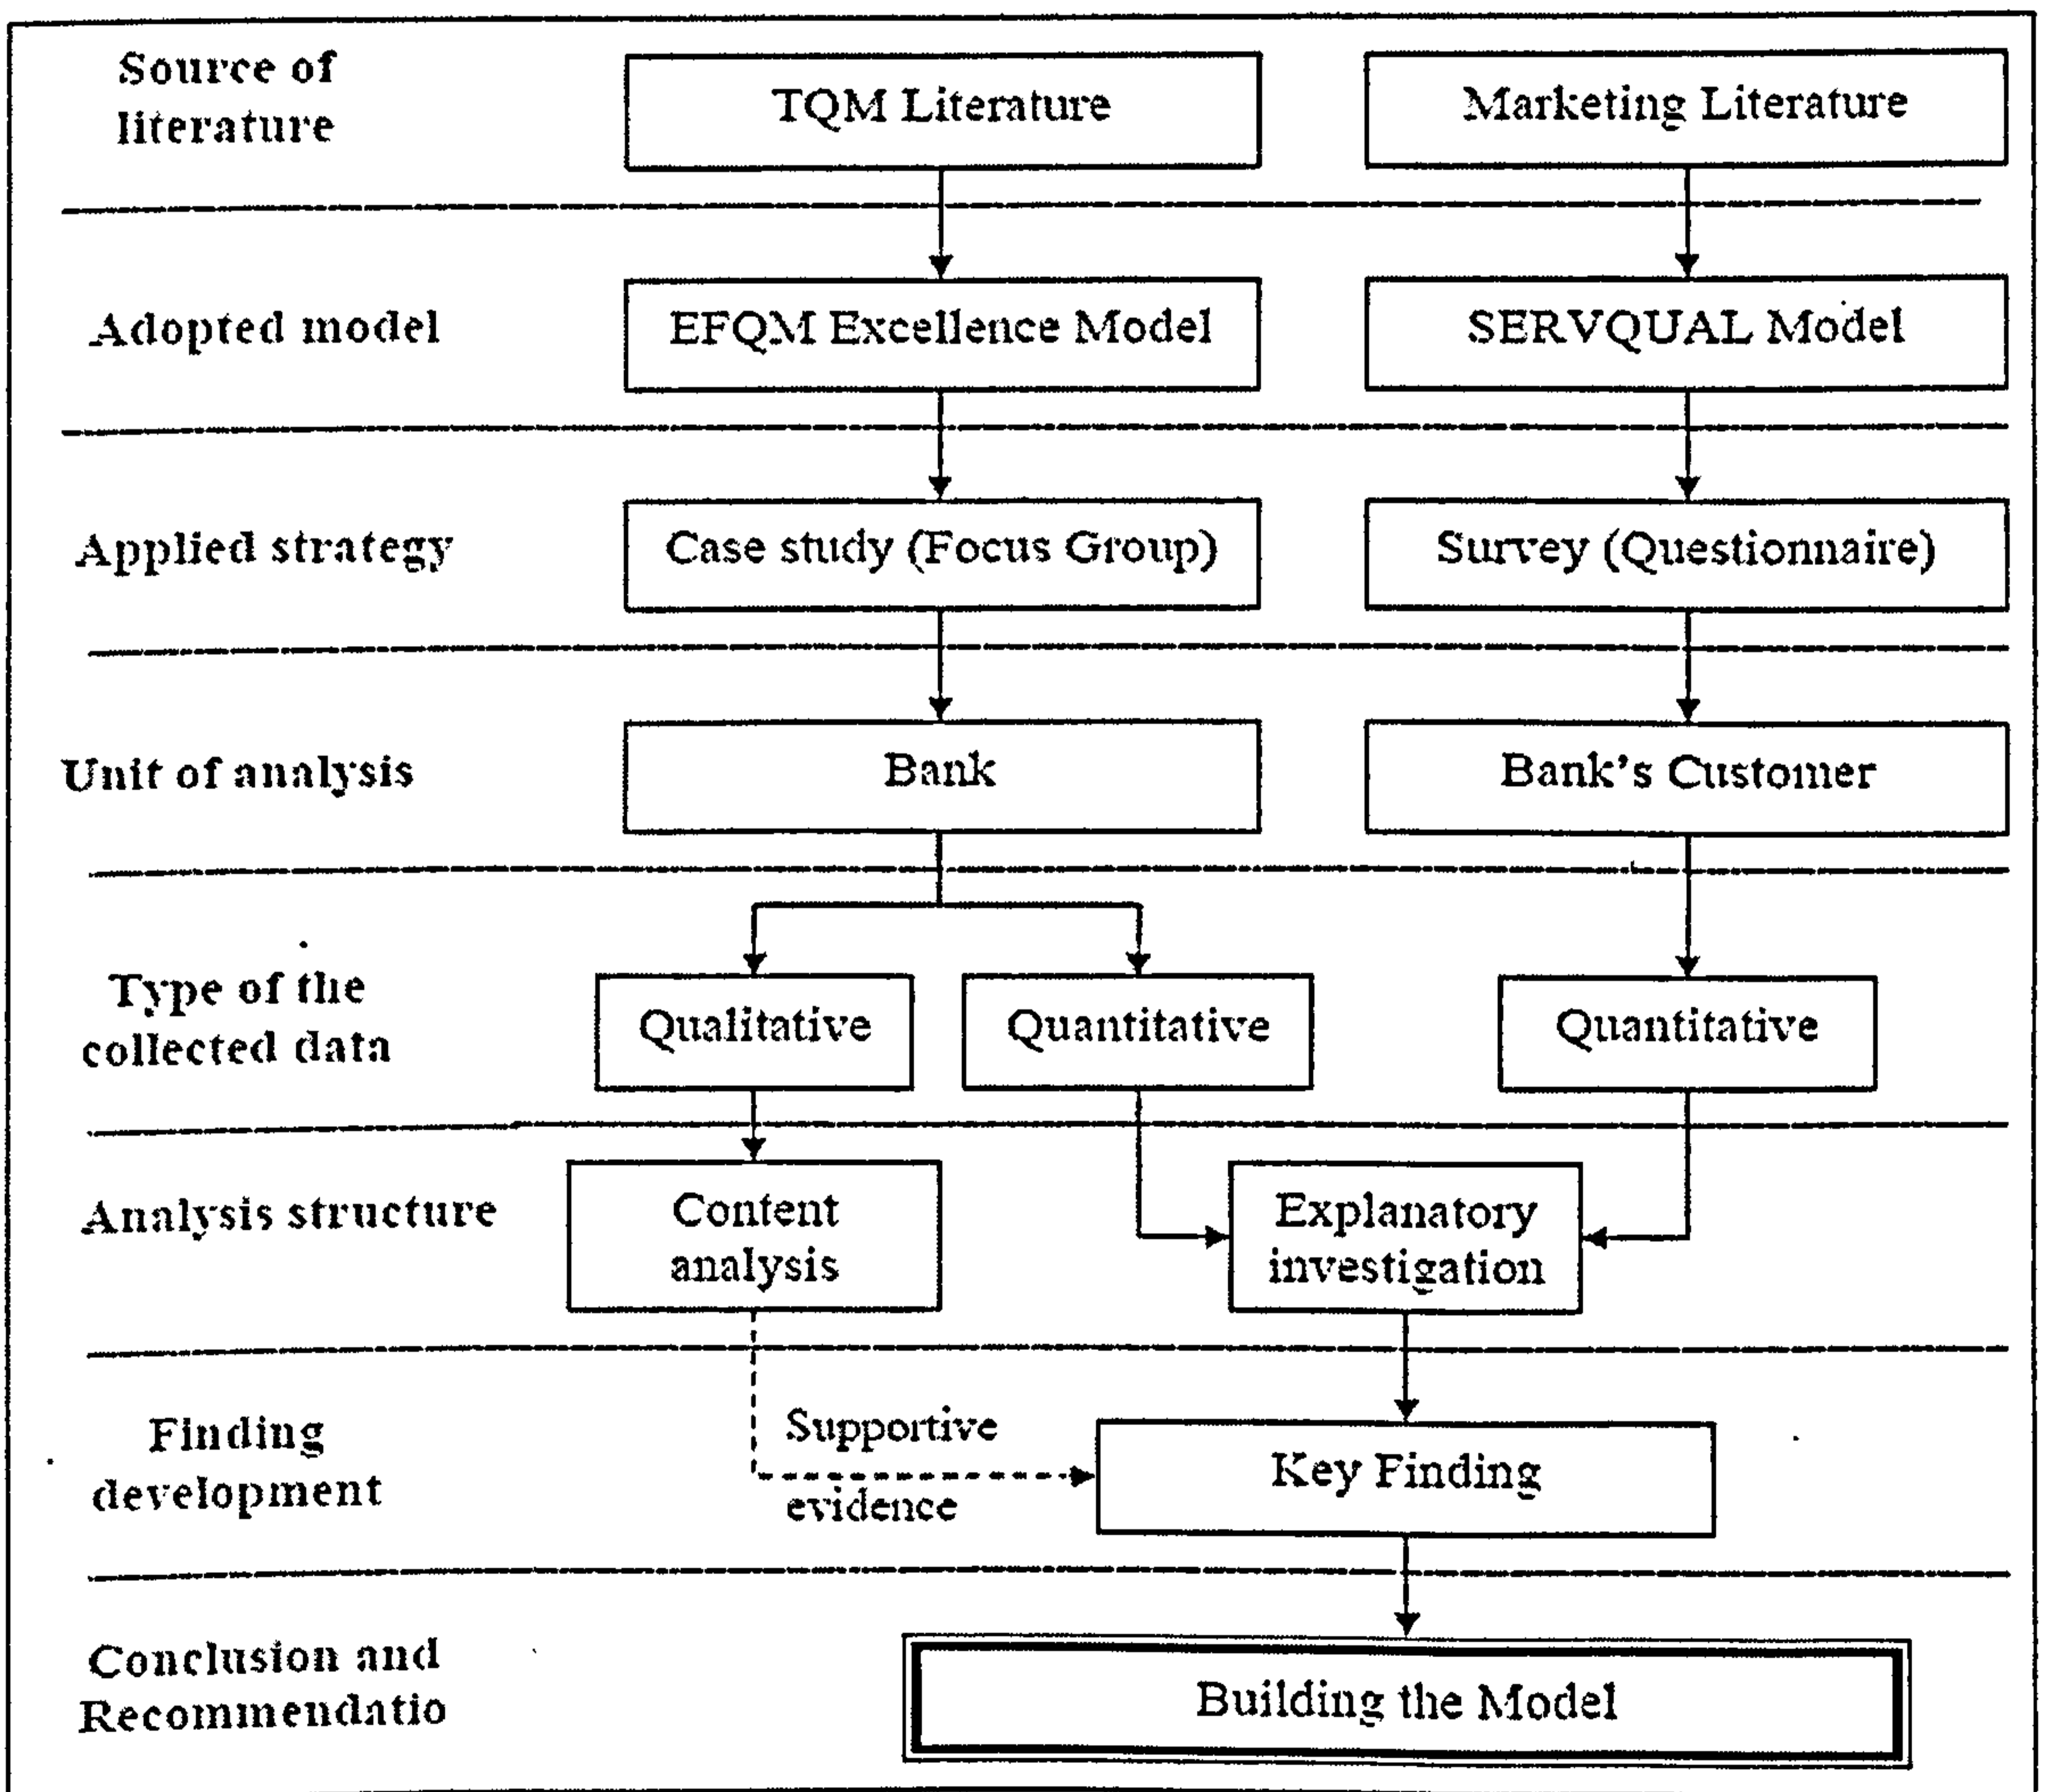 Source of
literature
TQM Literature
Marketing Literature
Adopted model
EFQM Excellence Model
SERVQUAL Model
Applied strategy
Case study (Focus Group)
Survey (Questionnaire)
Unit of analysis
Bank
Bank's Customer
Type of the
collected data
Qualitative
Quantitative
Quantitative
Analysis structure
Content
analysis
Explanatory
investigation
Finding
development
Supportive
evidence
Key Finding
Conclusion and
Recommendatio
Building the Model